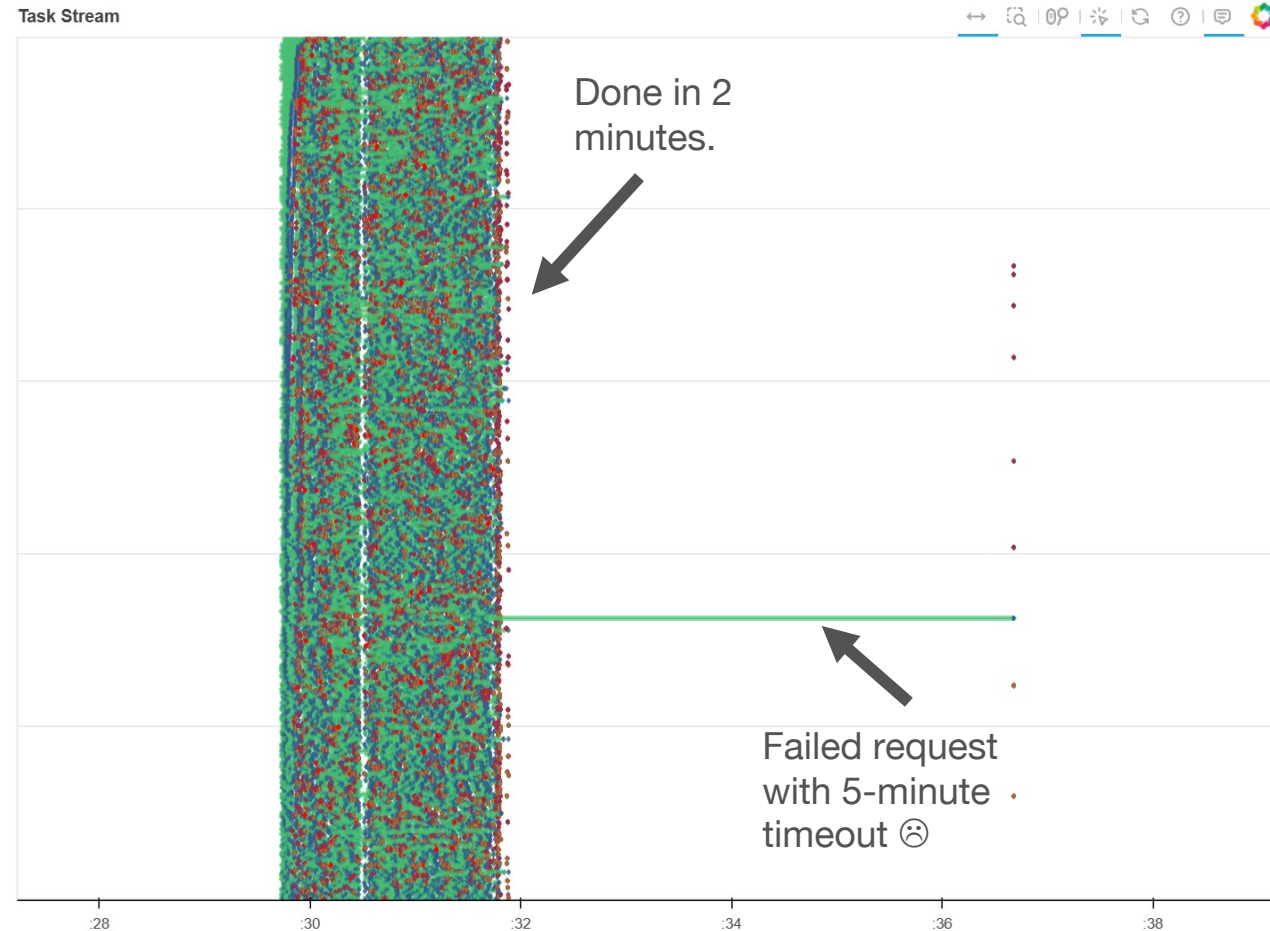 Task Stream
Done in 2
minutes.
Failed request
with 5-minute
timeout ☹
:28
:30
:32
:34
:36
:38